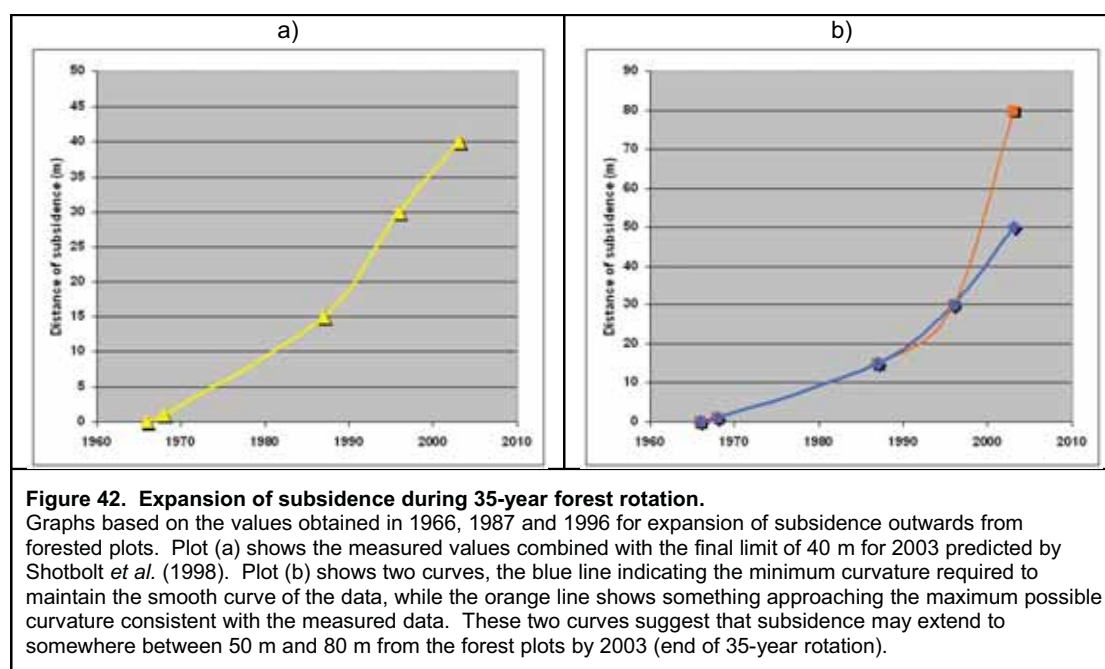 a)
b)
50
45
40
35
30
25
20
15
10
5
0
Distance of subsidence (m)
1960 1970 1980 1990 2000 2010
90
80
70
60
50
40
30
20
10
0
Distance of subsidence (m)
1960 1970 1980 1990 2000 2010
Figure 42. Expansion of subsidence during 35-year forest rotation.
Graphs based on the values obtained in 1966, 1987 and 1996 for expansion of subsidence outwards from
forested plots. Plot (a) shows the measured values combined with the final limit of 40 m for 2003 predicted by
Shotbolt et al. (1998). Plot (b) shows two curves, the blue line indicating the minimum curvature required to
maintain the smooth curve of the data, while the orange line shows something approaching the maximum possible
curvature consistent with the measured data. These two curves suggest that subsidence may extend to
somewhere between 50 m and 80 m from the forest plots by 2003 (end of 35-year rotation).